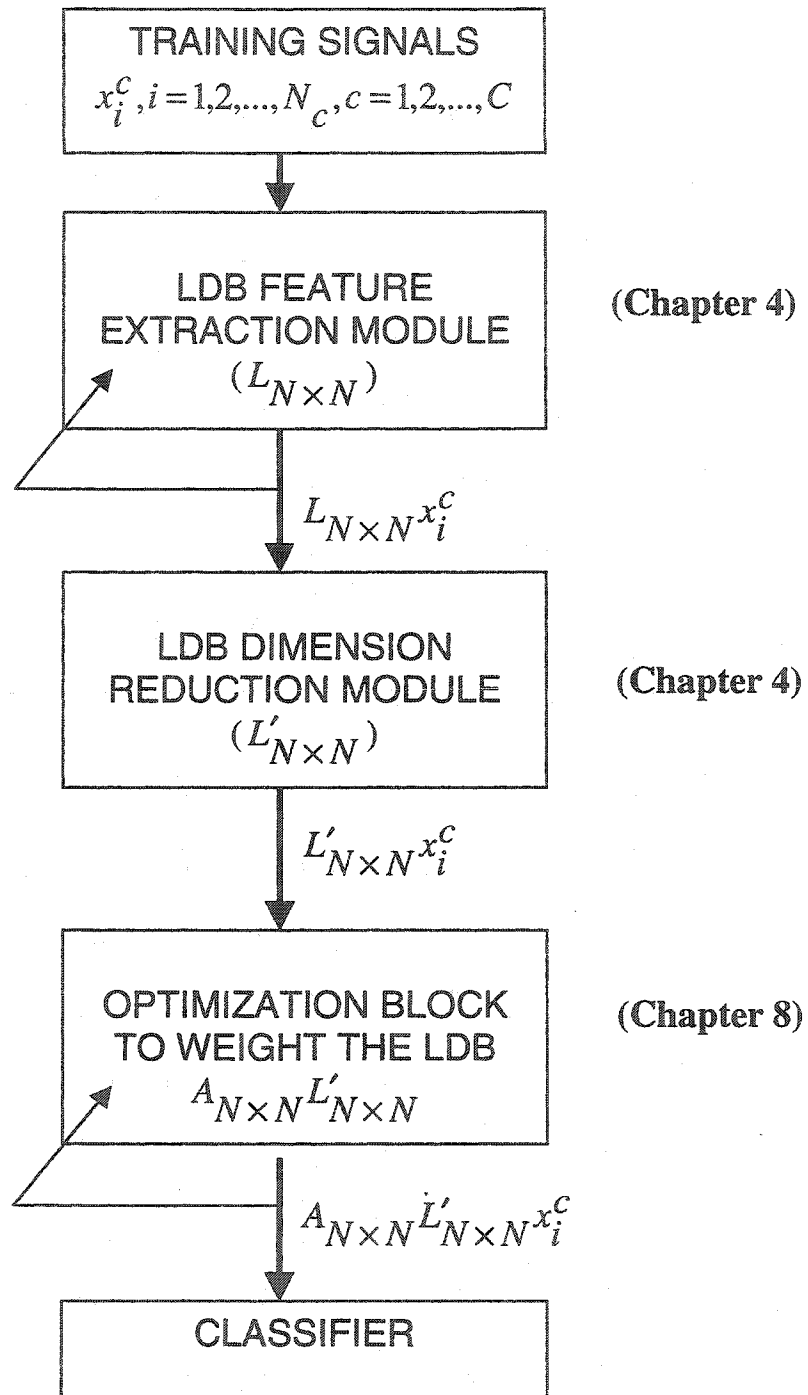 TRAINING SIGNALS
x_i^c, i = 1,2,..., N_c, c = 1,2,..., C
LDB FEATURE
EXTRACTION MODULE
(L_{N×N})
(Chapter 4)
L_{N×N} x_i^c
LDB DIMENSION
REDUCTION MODULE
(L'_{N×N})
(Chapter 4)
L'_{N×N} x_i^c
OPTIMIZATION BLOCK
TO WEIGHT THE LDB
A_{N×N} L'_{N×N}
(Chapter 8)
A_{N×N} L'_{N×N} x_i^c
CLASSIFIER